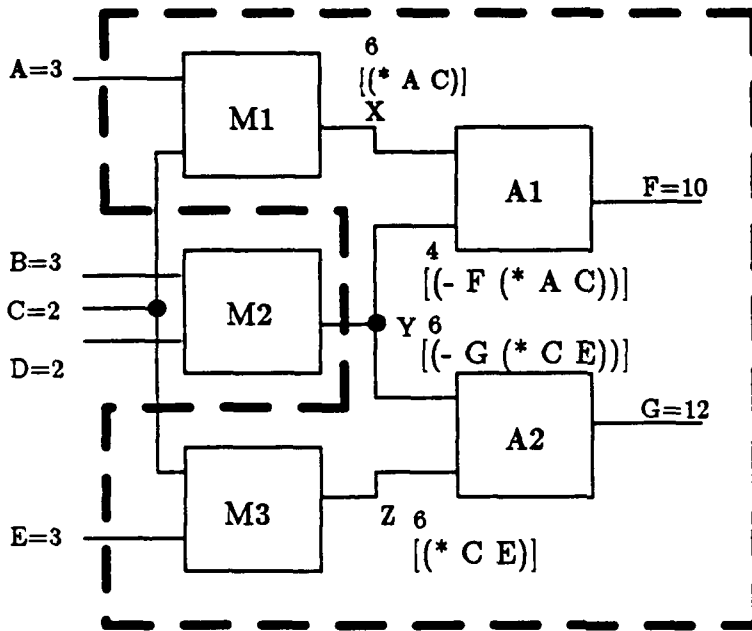 6
A=3
[(* A C)]
X
M1
A1
F=10
B=3
C=2
D=2
M2
4
[(- F (* A C))]
Y 6
[(- G (* C E))]
G=12
A2
M3
Z 6
[(* C E)]
E=3